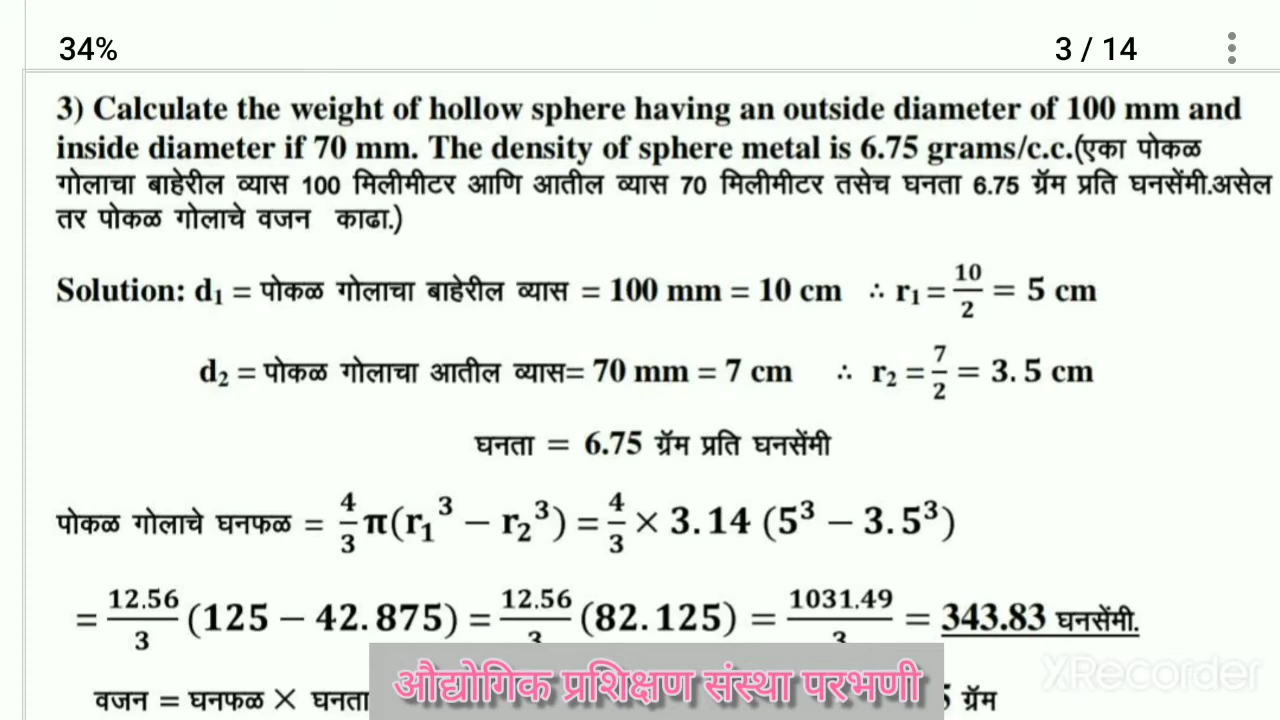 34%
3 / 14
3) Calculate the weight of hollow sphere having an outside diameter of 100 mm and
inside diameter if 70 mm. The density of sphere metal is 6.75 grams/c.c.(एका पोकळ
गोलाचा बाहेरील व्यास 100 मिलीमीटर आणि आतील व्यास 70 मिलीमीटर तसेच घनता 6.75 ग्रॅम प्रति घनसेंमी.असेल
तर पोकळ गोलाचे वजन काढा.)
Solution: d₁ = पोकळ गोलाचा बाहेरील व्यास = 100 mm = 10 cm ∴ r₁ = 10/2 = 5 cm
d₂ = पोकळ गोलाचा आतील व्यास= 70 mm = 7 cm ∴ r₂ = 7/2 = 3.5 cm
घनता = 6.75 ग्रॅम प्रति घनसेंमी
पोकळ गोलाचे घनफळ = 4/3 π(r₁³ − r₂³) = 4/3 × 3.14 (5³ − 3.5³)
= 12.56/3 (125 − 42.875) = 12.56/3 (82.125) = 1031.49/3 = 343.83 घनसेंमी.
वजन = घनफळ × घनता ग्रॅम
औद्योगिक प्रशिक्षण संस्था परभणी
XRecorder